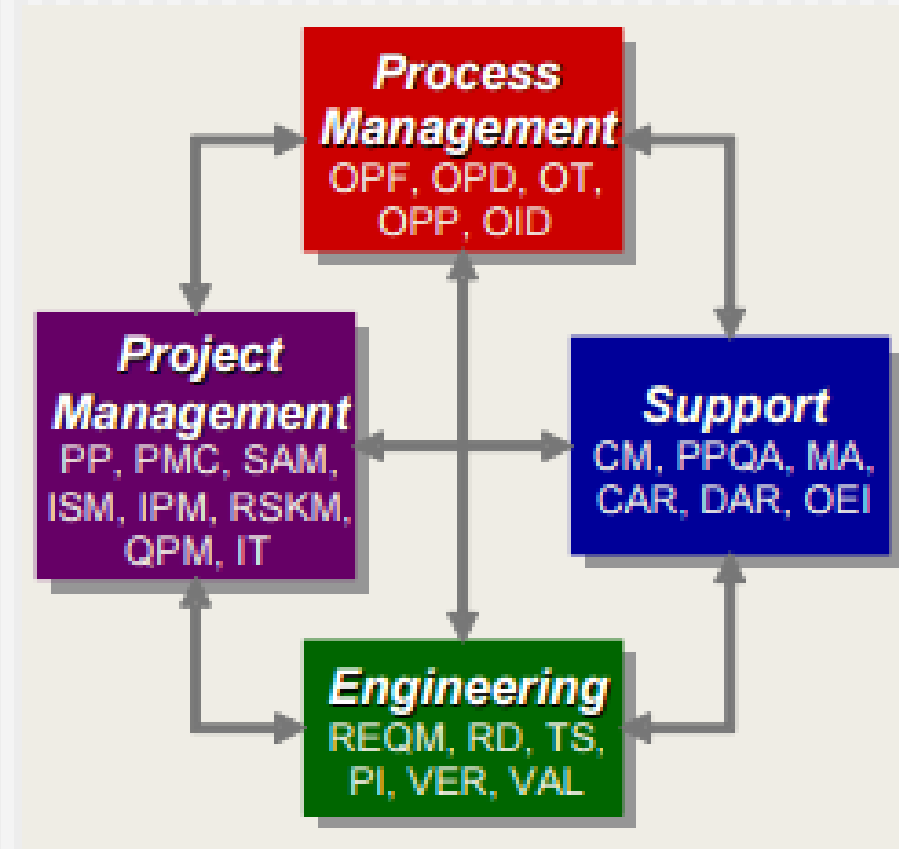 Process
Management
OPF, OPD, OT,
OPP, OID
Project
Management
PP, PMC, SAM,
ISM, IPM, RSKM,
QPM, IT
Support
CM, PPQA, MA,
CAR, DAR, OEI
Engineering
REQM, RD, TS,
PI, VER, VAL